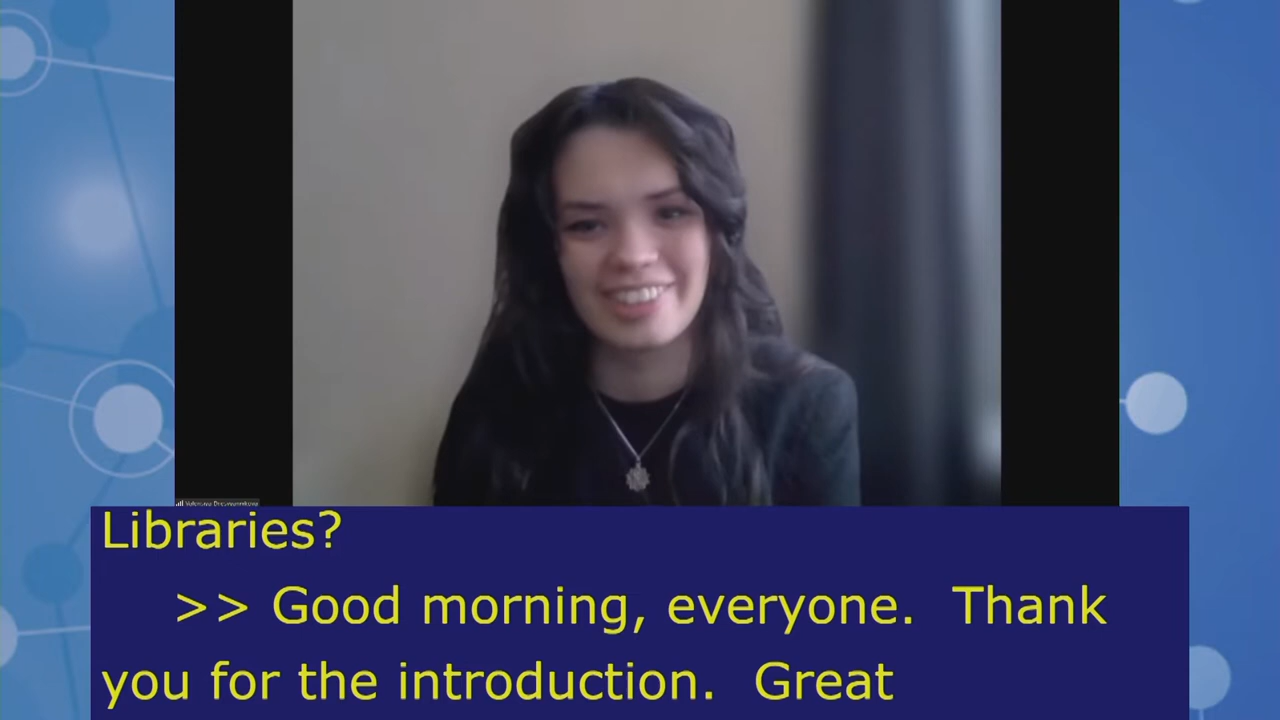 Libraries?
>> Good morning, everyone.  Thank
you for the introduction.  Great